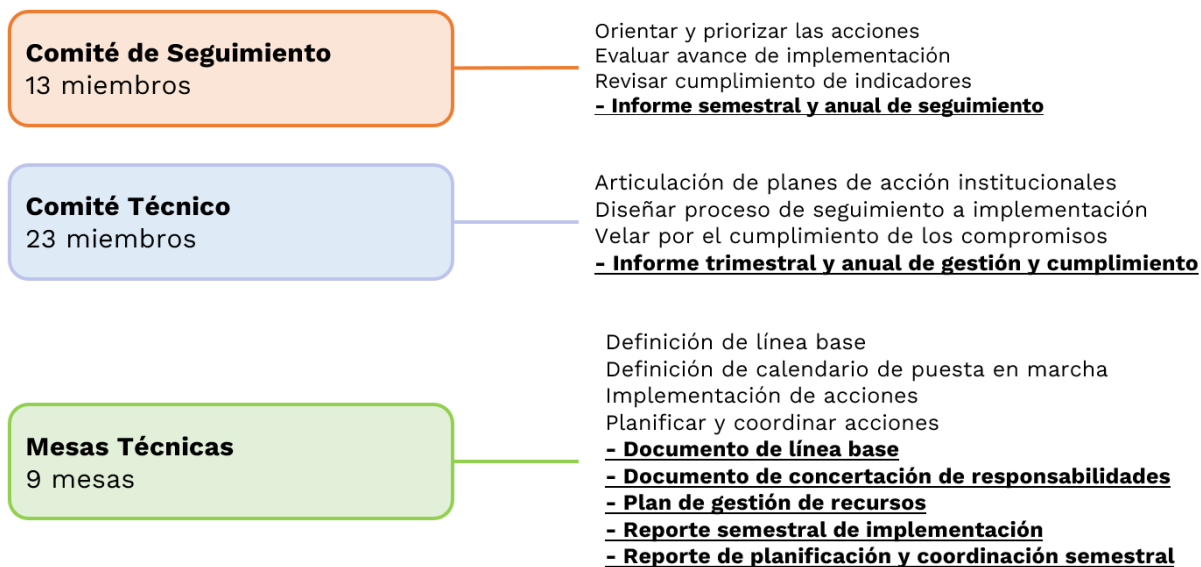 Comité de Seguimiento
13 miembros
Orientar y priorizar las acciones
Evaluar avance de implementación
Revisar cumplimiento de indicadores
- Informe semestral y anual de seguimiento
Comité Técnico
23 miembros
Articulación de planes de acción institucionales
Diseñar proceso de seguimiento a implementación
Velar por el cumplimiento de los compromisos
- Informe trimestral y anual de gestión y cumplimiento
Mesas Técnicas
9 mesas
Definición de línea base
Definición de calendario de puesta en marcha
Implementación de acciones
Planificar y coordinar acciones
- Documento de línea base
- Documento de concertación de responsabilidades
- Plan de gestión de recursos
- Reporte semestral de implementación
- Reporte de planificación y coordinación semestral